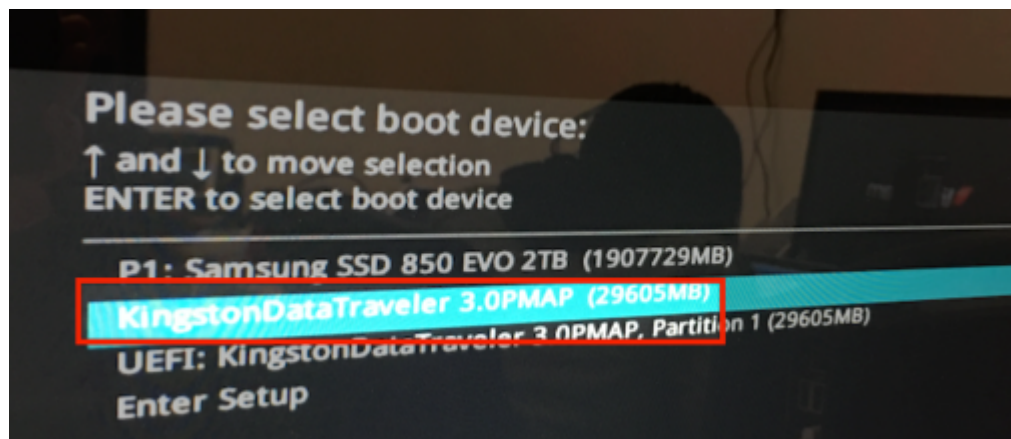 Please select boot device:
↑ and ↓ to move selection
ENTER to select boot device
P1: Samsung SSD 850 EVO 2TB (1907729MB)
KingstonDataTraveler 3.0PMAP (29605MB)
UEFI: KingstonDataTraveler 3.0PMAP, Partition 1 (29605MB)
Enter Setup